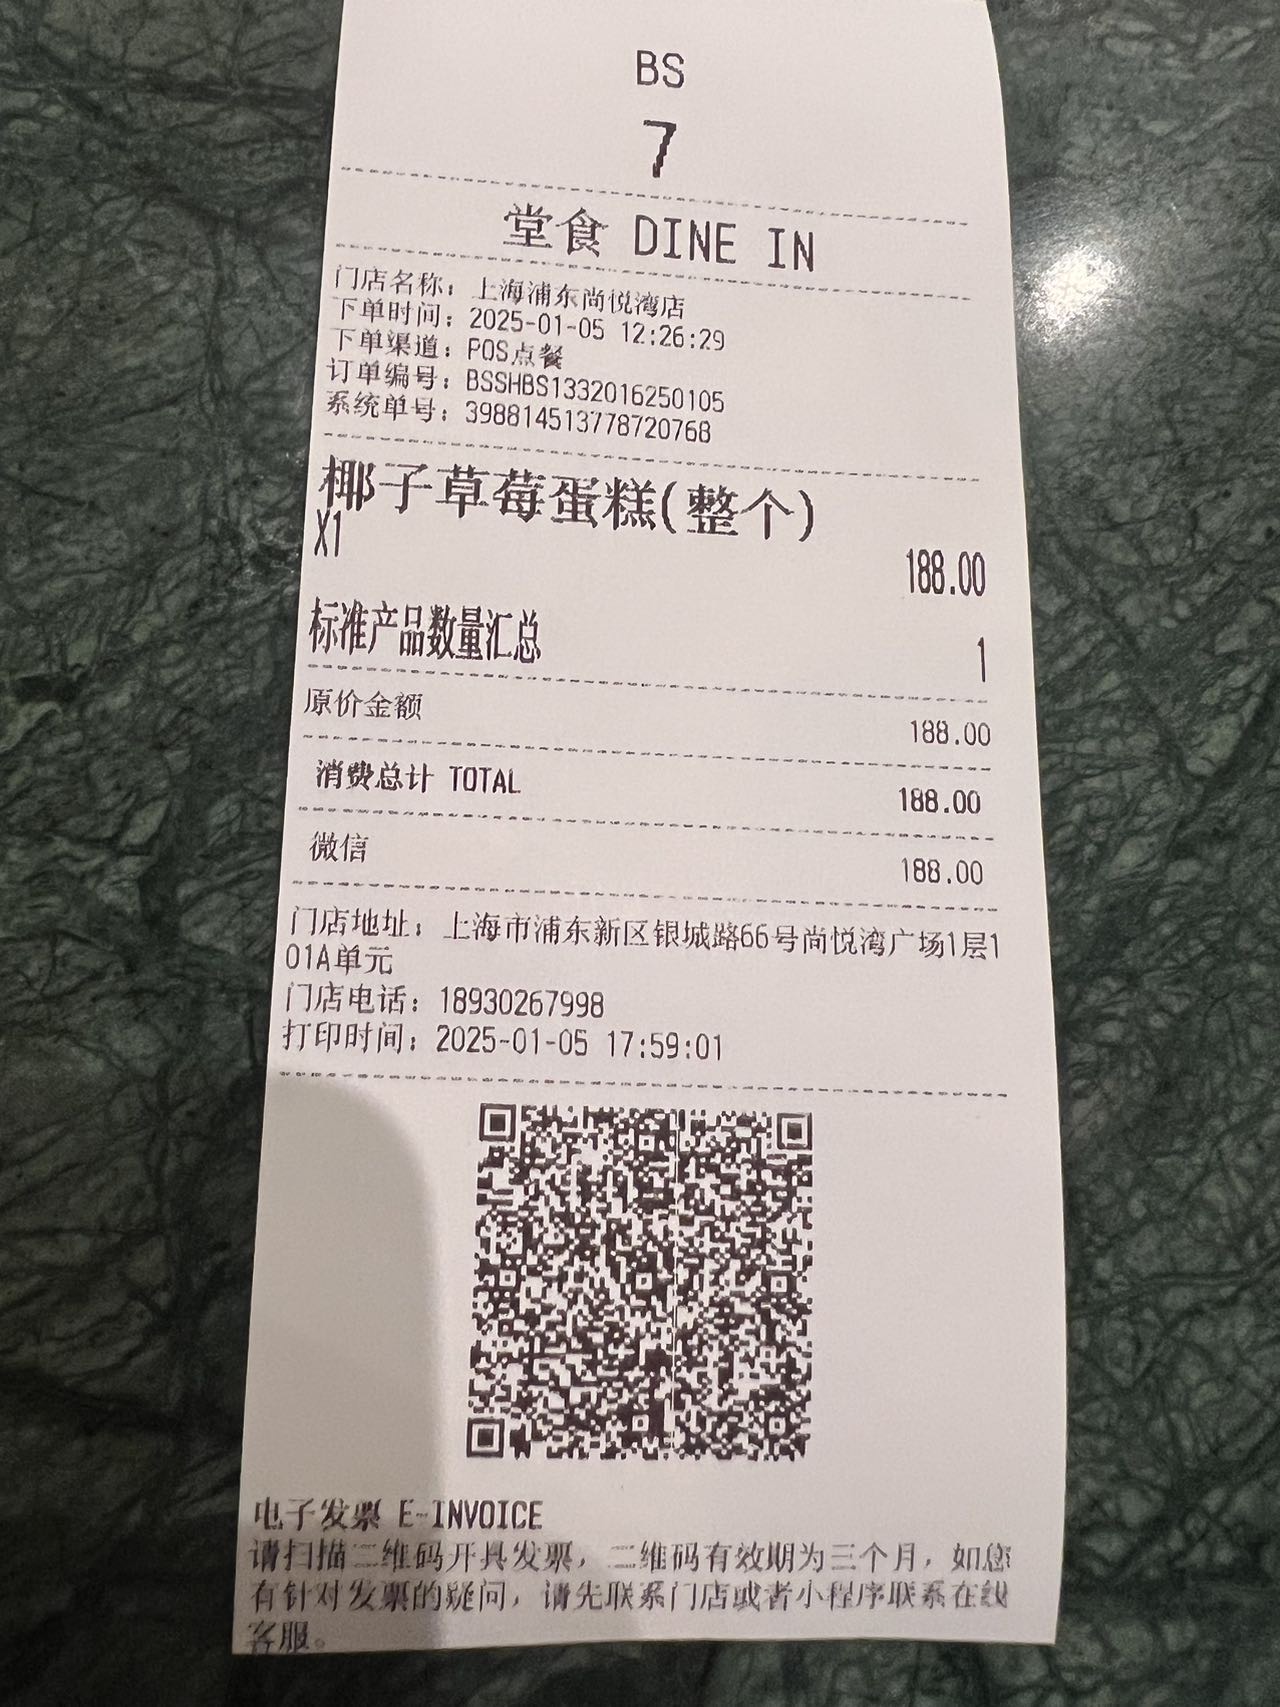 BS
7
堂食 DINE IN
门店名称：上海浦东尚悦湾店
下单时间：2025-01-05 12:26:29
下单渠道：POS点餐
订单编号：BSSHBS1332016250105
系统单号：398814513778720768
椰子草莓蛋糕(整个)
X1 188.00
标准产品数量汇总 1
原价金额 188.00
消费总计 TOTAL 188.00
微信 188.00
门店地址：上海市浦东新区银城路66号尚悦湾广场1层1
01A单元
门店电话：18930267998
打印时间：2025-01-05 17:59:01
电子发票 E-INVOICE
请扫描二维码开具发票，二维码有效期为三个月，如您
有针对发票的疑问，请先联系门店或者小程序联系在线
客服。